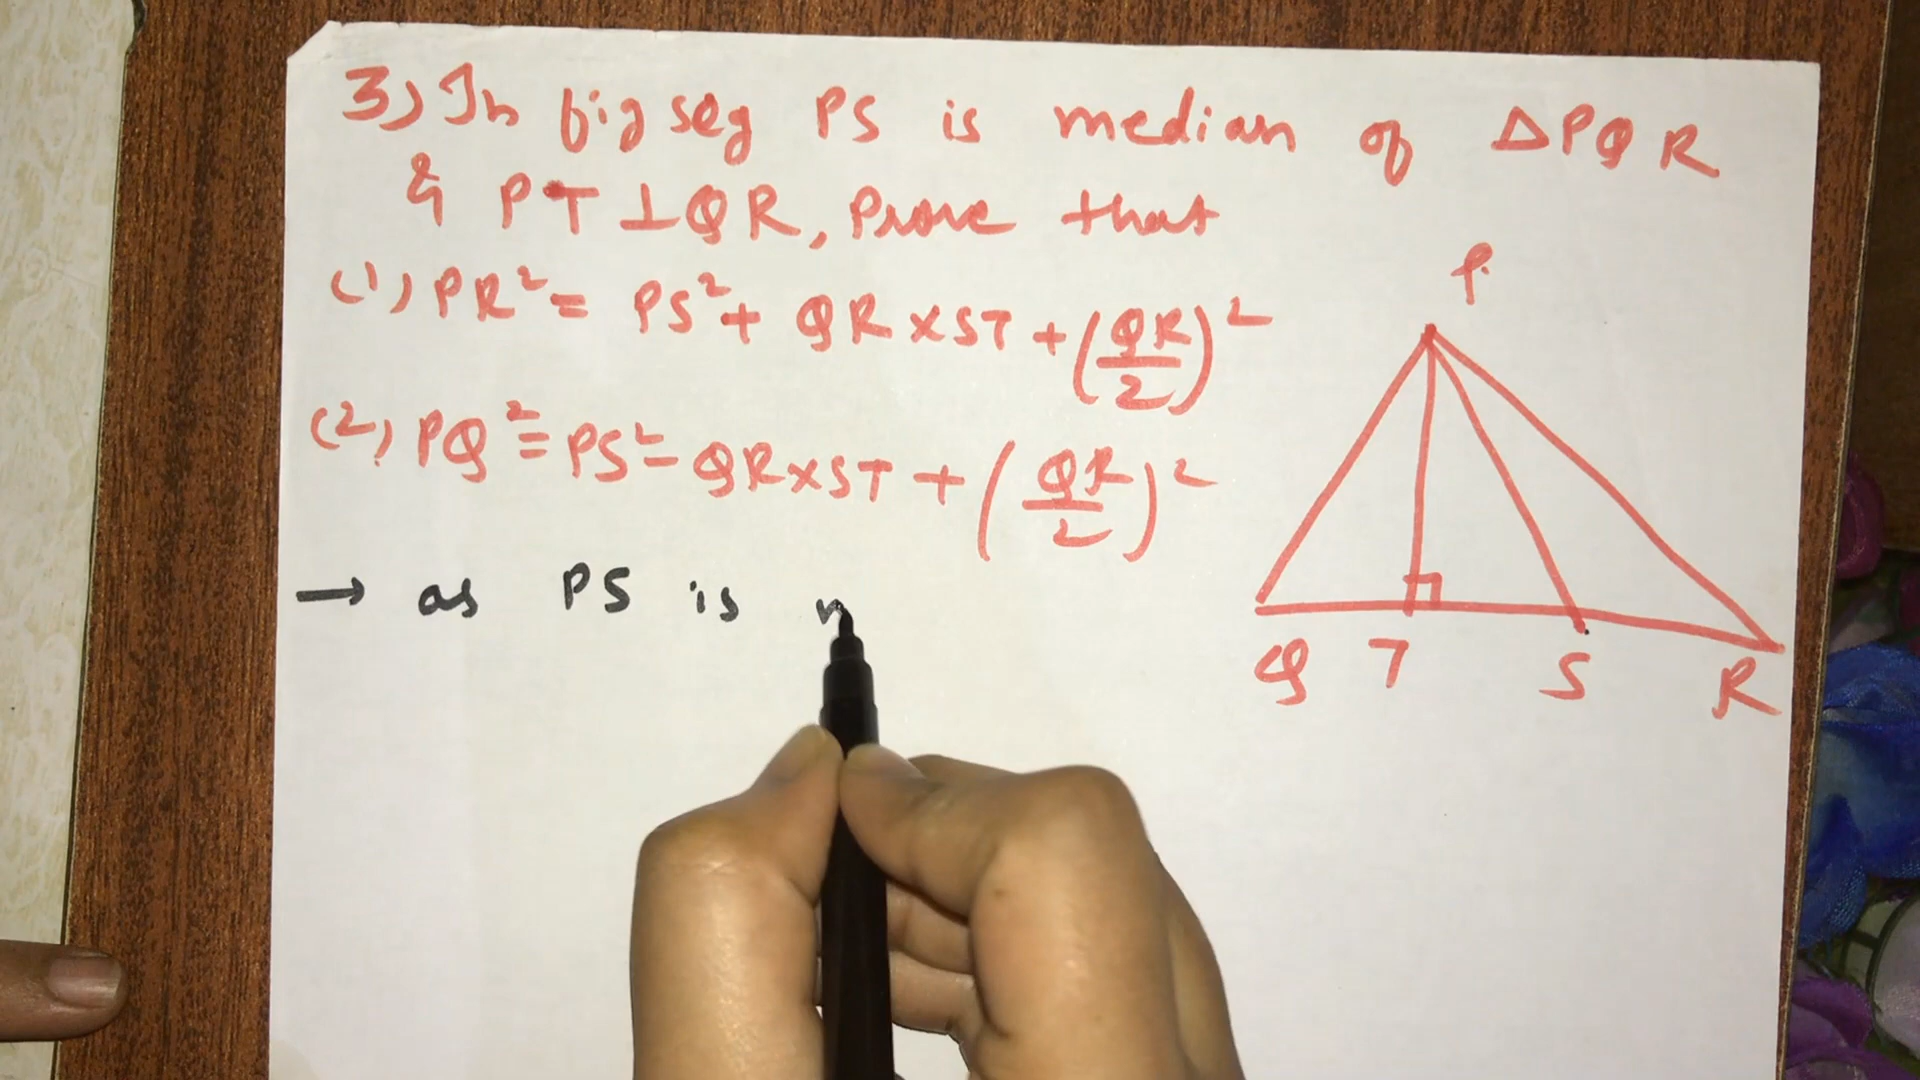 3) In fig seg PS is median of △PQR
& PT ⊥ QR, Prove that
(1) PR² = PS² + QR × ST + (QR/2)²
(2) PQ² = PS² - QR × ST + (QR/2)²
→ as PS is
P
Q T S R